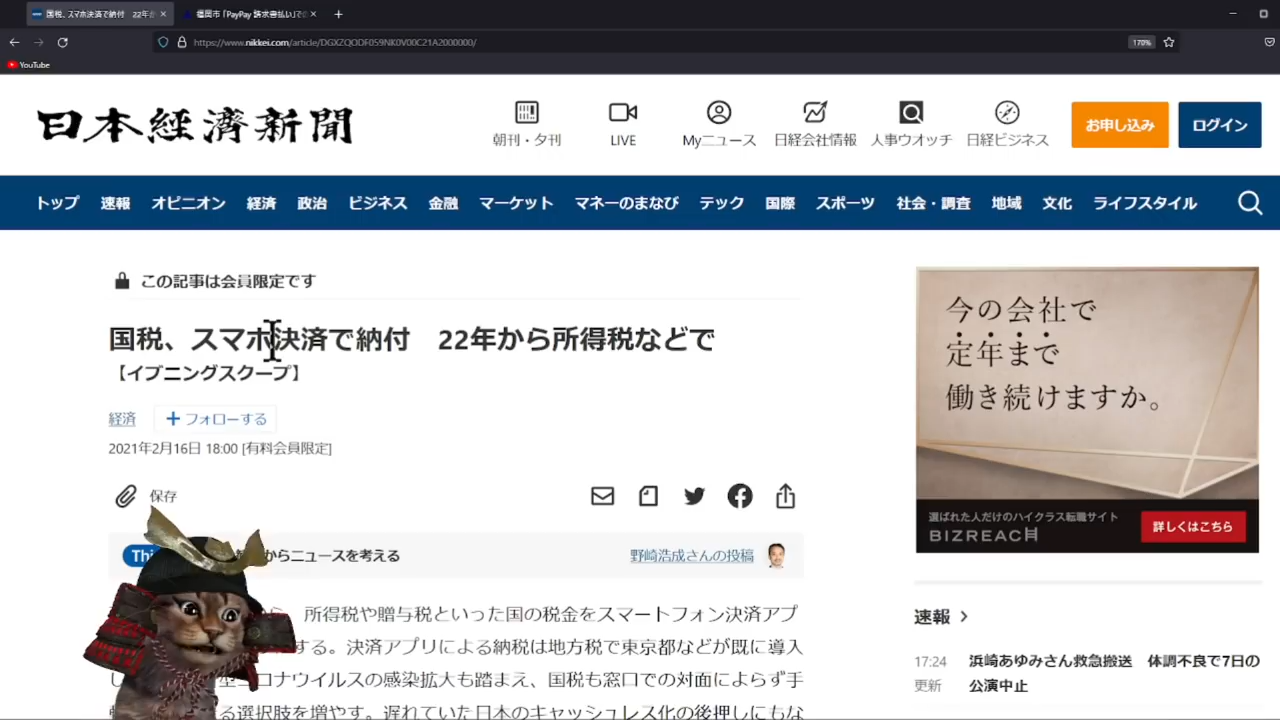 国税、スマホ決済で納付　22年か
福岡市「PayPay 請求書払い」で
https://www.nikkei.com/article/DGXZQODF059NK0V00C21A2000000/
170%
YouTube
日本経済新聞
朝刊・夕刊
LIVE
Myニュース
日経会社情報
人事ウオッチ
日経ビジネス
お申し込み
ログイン
トップ 速報 オピニオン 経済 政治 ビジネス 金融 マーケット マネーのまなび テック 国際 スポーツ 社会・調査 地域 文化 ライフスタイル
この記事は会員限定です
国税、スマホ決済で納付　22年から所得税などで
【イブニングスクープ】
経済
+ フォローする
2021年2月16日 18:00 [有料会員限定]
保存
Thi
からニュースを考える
野崎浩成さんの投稿
所得税や贈与税といった国の税金をスマートフォン決済アプ
する。決済アプリによる納税は地方税で東京都などが既に導入
コロナウイルスの感染拡大も踏まえ、国税も窓口での対面によらず手
る選択肢を増やす。遅れていた日本のキャッシュレス化の後押しにもな
今の会社で
定年まで
働き続けますか。
選ばれた人だけのハイクラス転職サイト
BIZREACH
詳しくはこちら
速報
17:24
更新
浜崎あゆみさん救急搬送　体調不良で7日の
公演中止